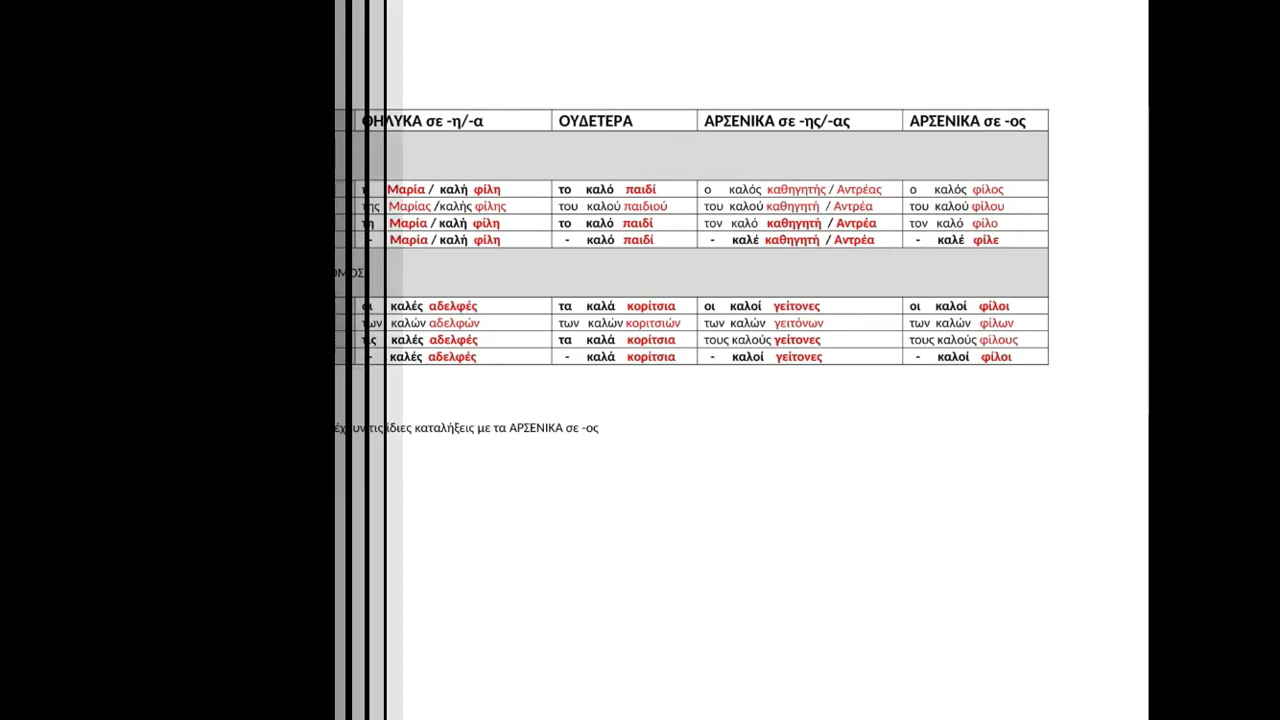 ΘΗΛΥΚΑ σε -η/-α ΟΥΔΕΤΕΡΑ ΑΡΣΕΝΙΚΑ σε -ης/-ας ΑΡΣΕΝΙΚΑ σε -ος
Μαρία / καλή φίλη το καλό παιδί ο καλός καθηγητής / Αντρέας ο καλός φίλος
της Μαρίας /καλής φίλης του καλού παιδιού του καλού καθηγητή / Αντρέα του καλού φίλου
τη Μαρία / καλή φίλη το καλό παιδί τον καλό καθηγητή / Αντρέα τον καλό φίλο
- Μαρία / καλή φίλη - καλό παιδί - καλέ καθηγητή / Αντρέα - καλέ φίλε
οι καλές αδελφές τα καλά κορίτσια οι καλοί γείτονες οι καλοί φίλοι
των καλών αδελφών των καλών κοριτσιών των καλών γειτόνων των καλών φίλων
τις καλές αδελφές τα καλά κορίτσια τους καλούς γείτονες τους καλούς φίλους
- καλές αδελφές - καλά κορίτσια - καλοί γείτονες - καλοί φίλοι
έχουν τις ίδιες καταλήξεις με τα ΑΡΣΕΝΙΚΑ σε -ος